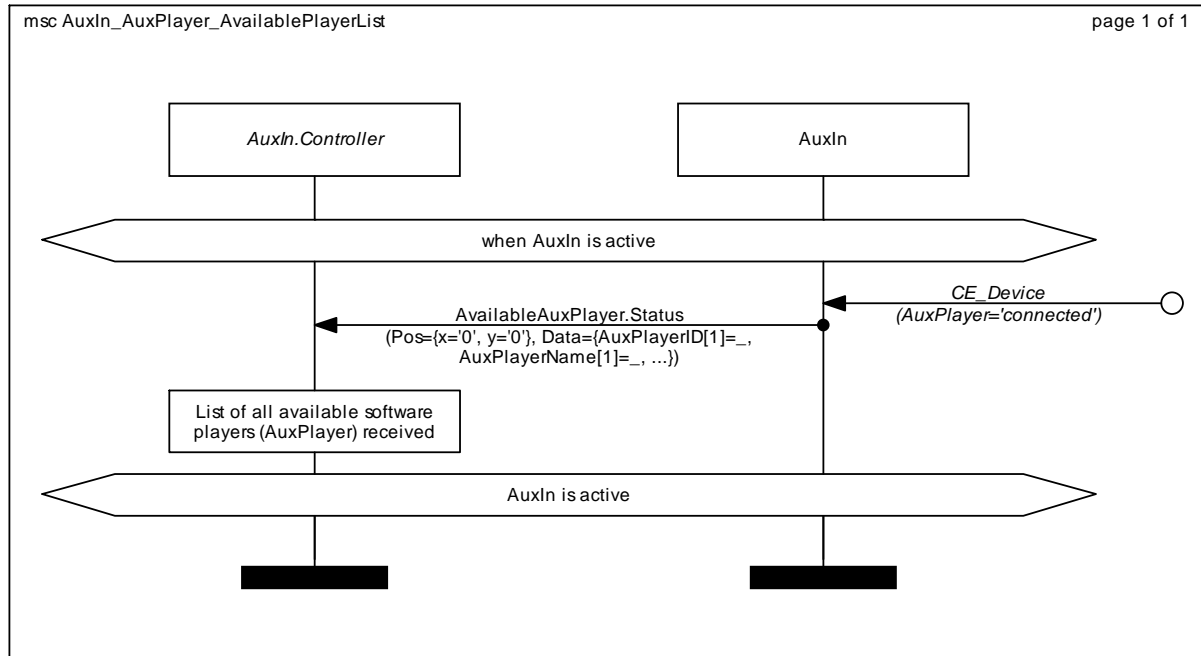 msc AuxIn_AuxPlayer_AvailablePlayerList
page 1 of 1
AuxIn.Controller
AuxIn
when AuxIn is active
CE_Device
(AuxPlayer='connected')
AvailableAuxPlayer.Status
(Pos={x='0', y='0'}, Data={AuxPlayerID[1]=_,
AuxPlayerName[1]=_, ...})
List of all available software
players (AuxPlayer) received
AuxIn is active